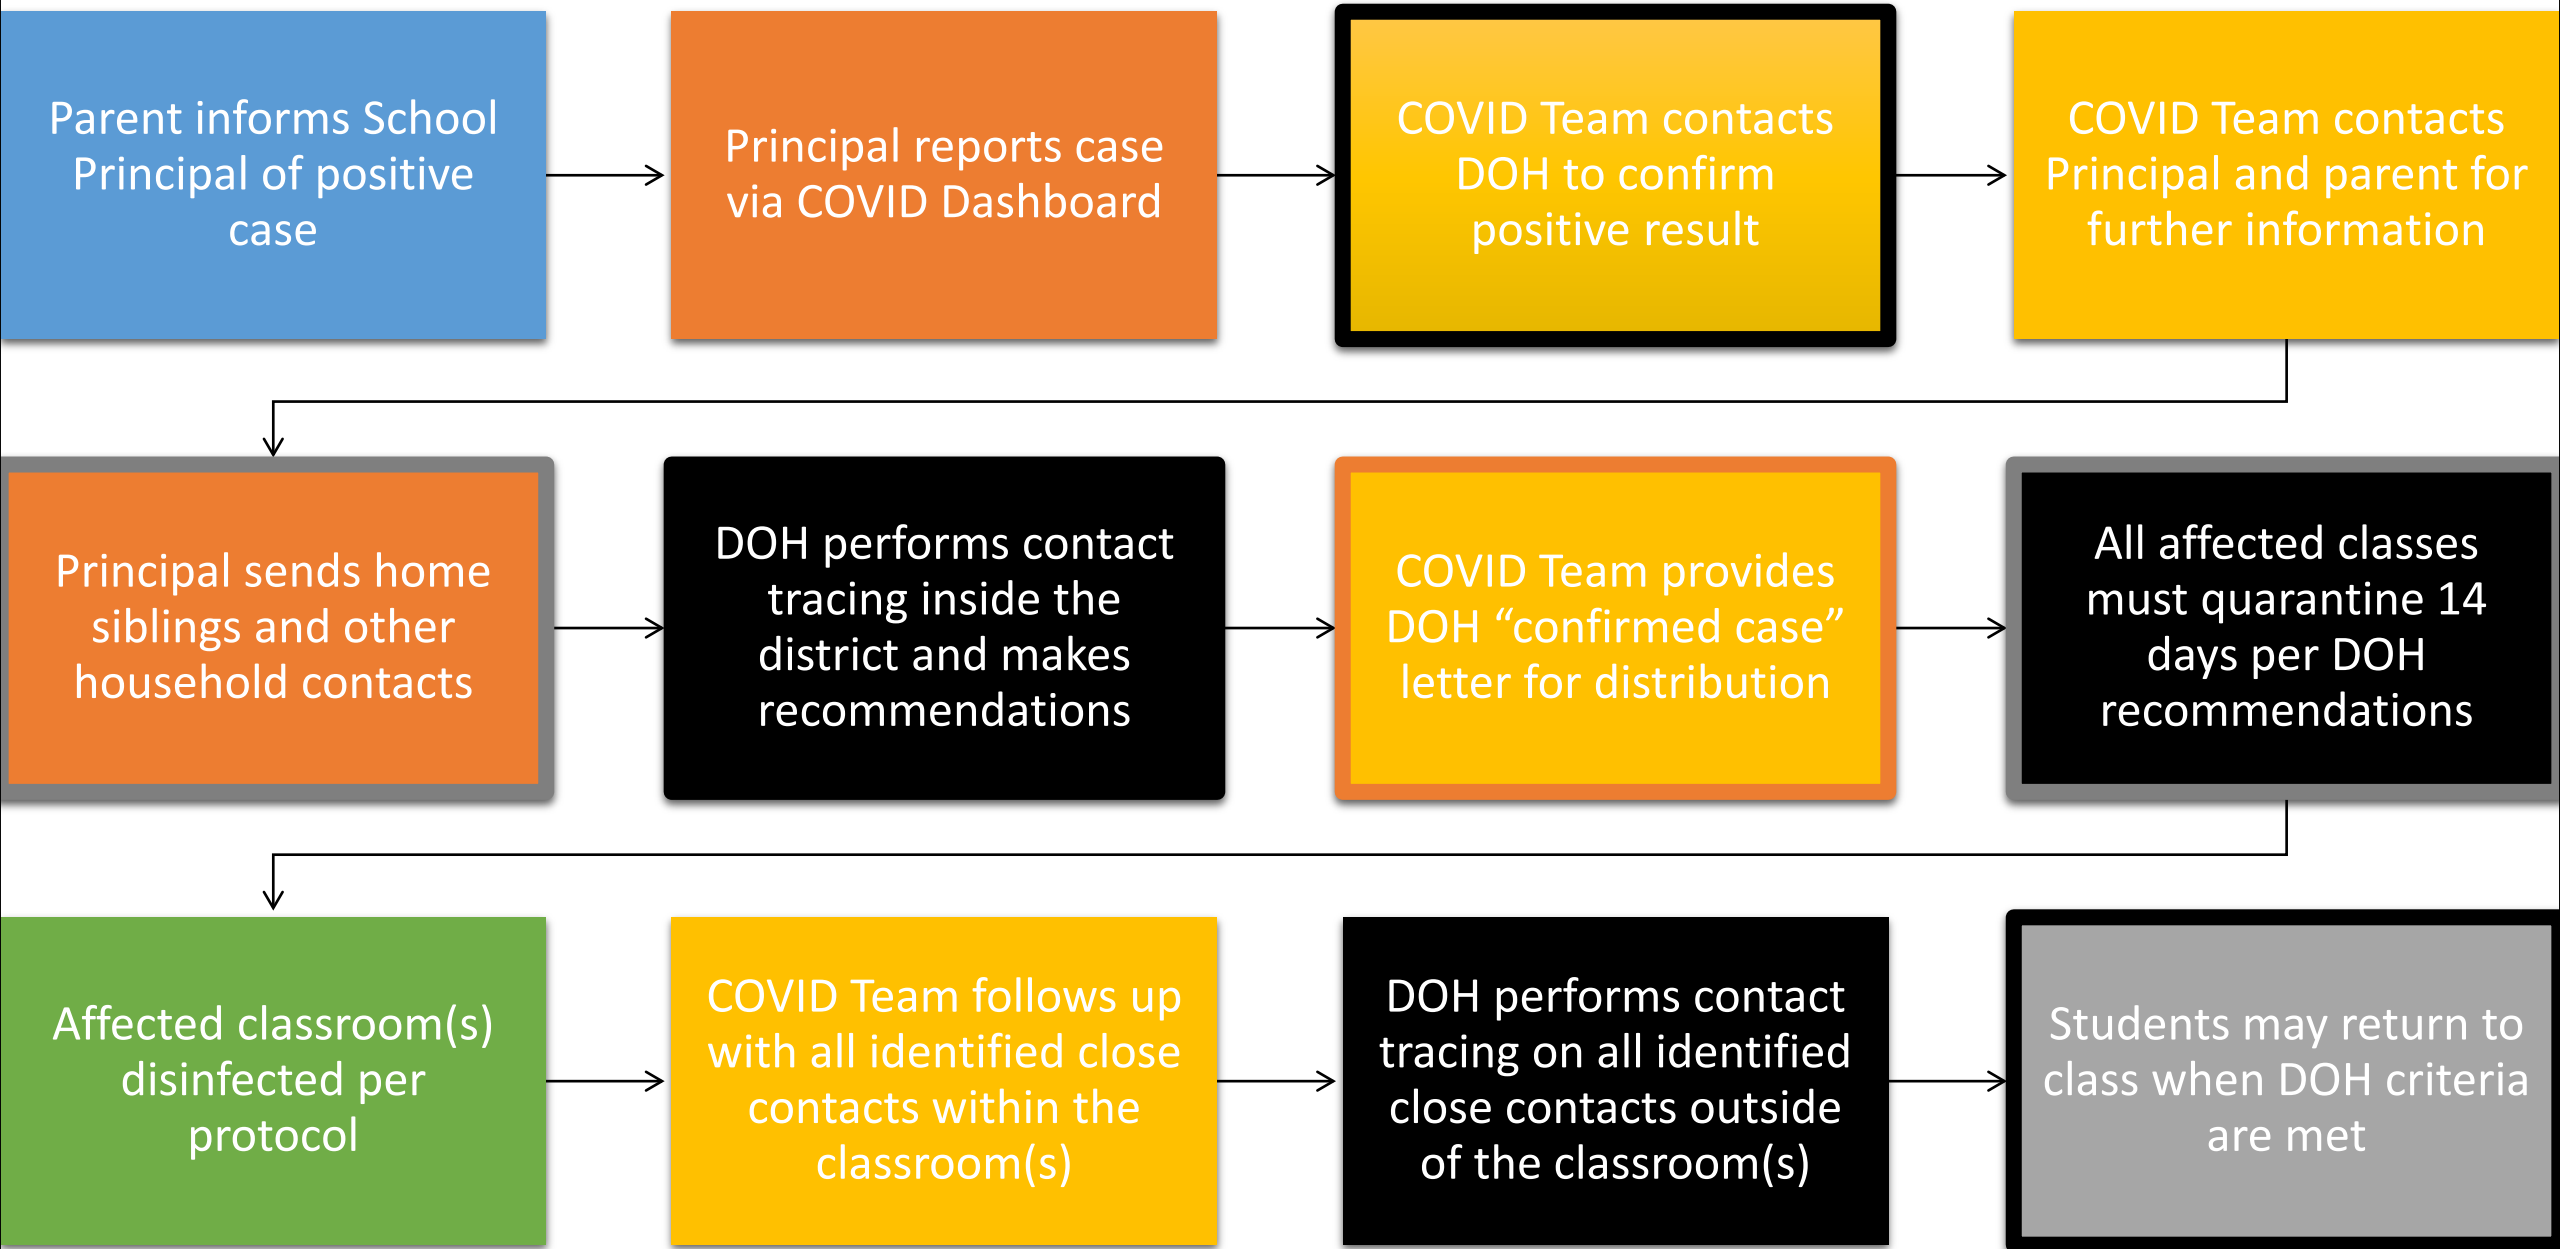 Parent informs School
Principal of positive
case
Principal reports case
via COVID Dashboard
COVID Team contacts
DOH to confirm
positive result
COVID Team contacts
Principal and parent for
further information
Principal sends home
siblings and other
household contacts
DOH performs contact
tracing inside the
district and makes
recommendations
COVID Team provides
DOH “confirmed case”
letter for distribution
All affected classes
must quarantine 14
days per DOH
recommendations
Affected classroom(s)
disinfected per
protocol
COVID Team follows up
with all identified close
contacts within the
classroom(s)
DOH performs contact
tracing on all identified
close contacts outside
of the classroom(s)
Students may return to
class when DOH criteria
are met